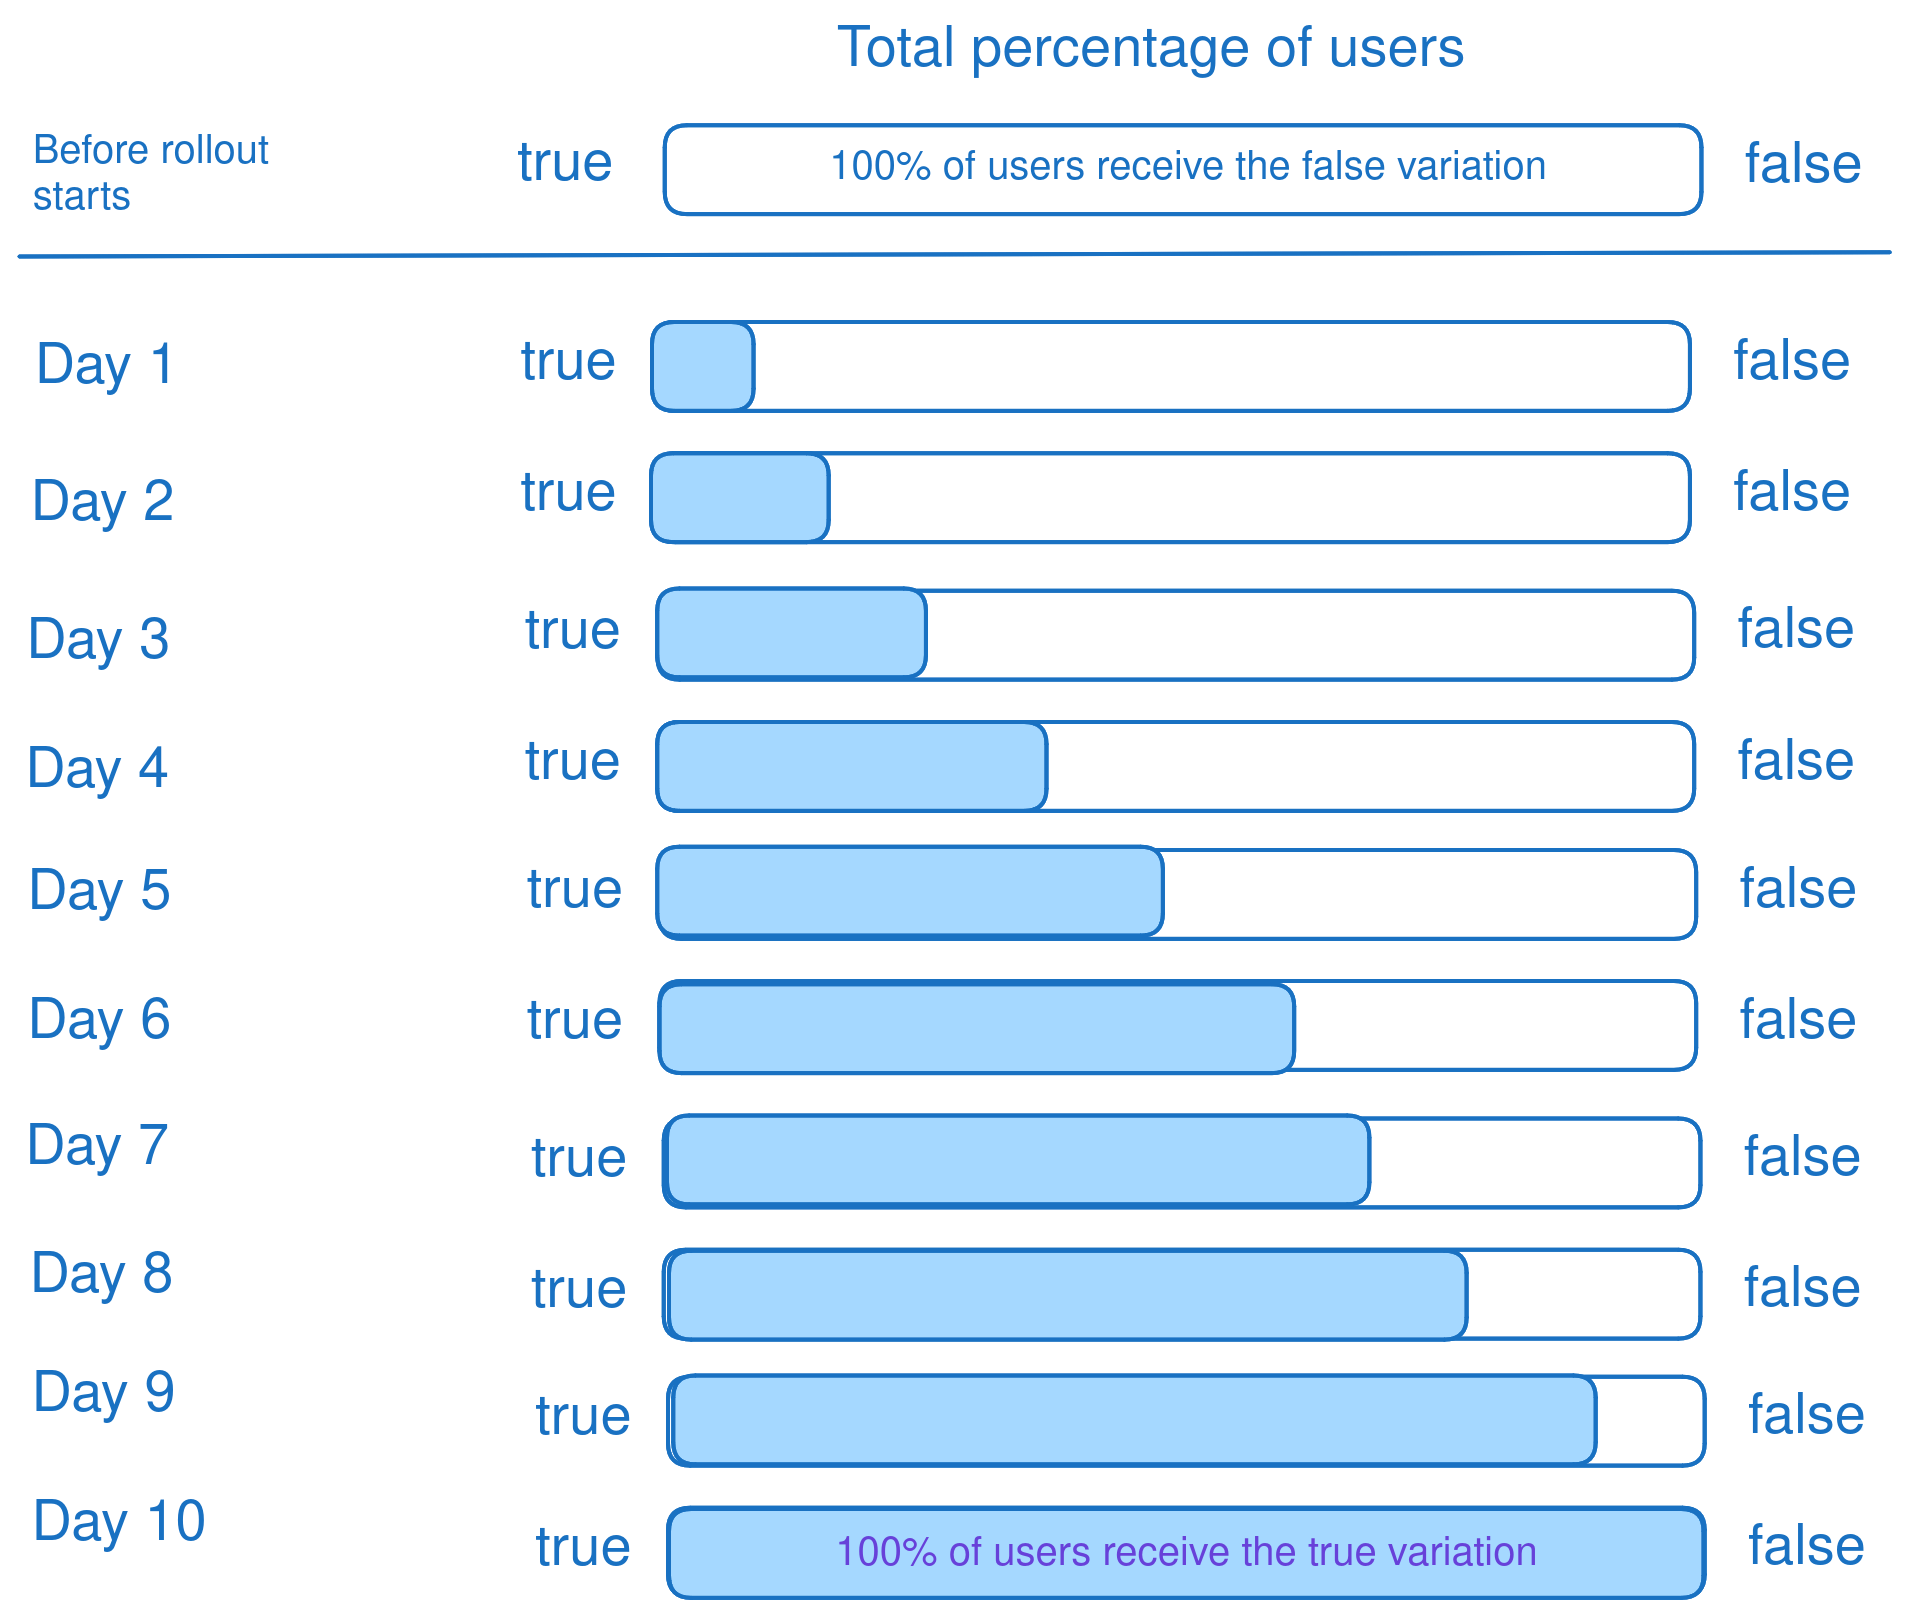 Total percentage of users
Before rollout
starts
true
100% of users receive the false variation
false
Day 1
true
false
Day 2
true
false
Day 3
true
false
Day 4
true
false
Day 5
true
false
Day 6
true
false
Day 7
true
false
Day 8
true
false
Day 9
true
false
Day 10
true
100% of users receive the true variation
false